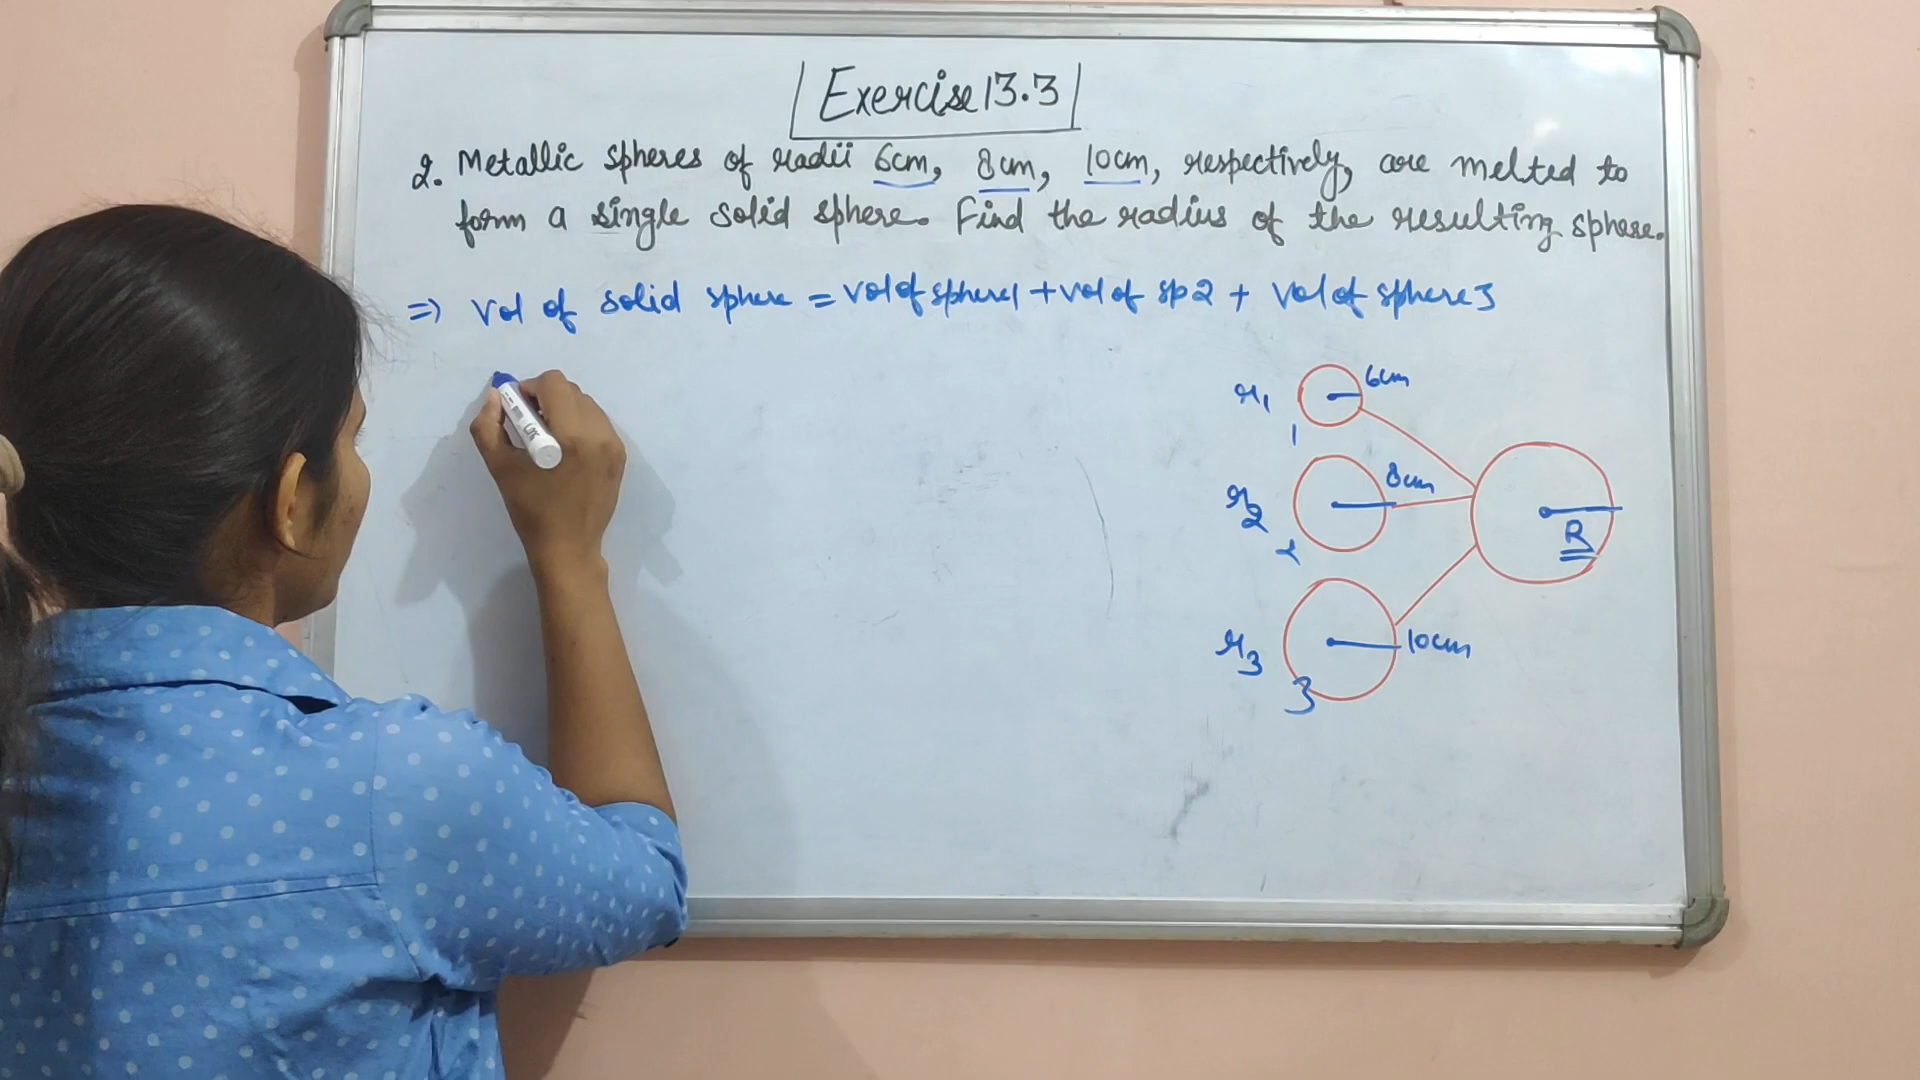 Exercise 13.3
2. Metallic spheres of radii 6cm, 8cm, 10cm, respectively, are melted to
form a single solid sphere. Find the radius of the resulting sphere.
⇒ Vol of solid sphere = vol of sphere1 + vol of sp2 + vol of sphere3
r1 6cm
1
r2 8cm
2
R
r3 10cm
3